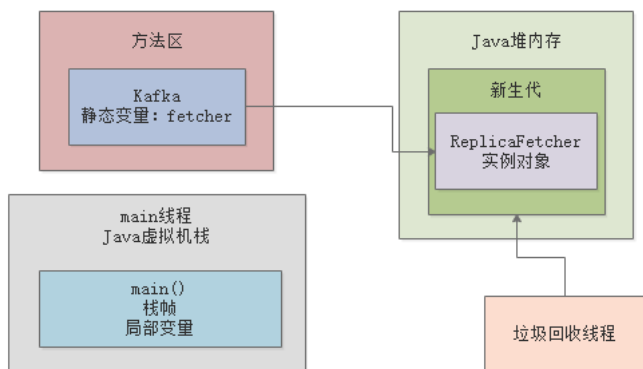 方法区
Kafka
静态变量：fetcher
Java堆内存
新生代
ReplicaFetcher
实例对象
main线程
Java虚拟机栈
main()
栈帧
局部变量
垃圾回收线程